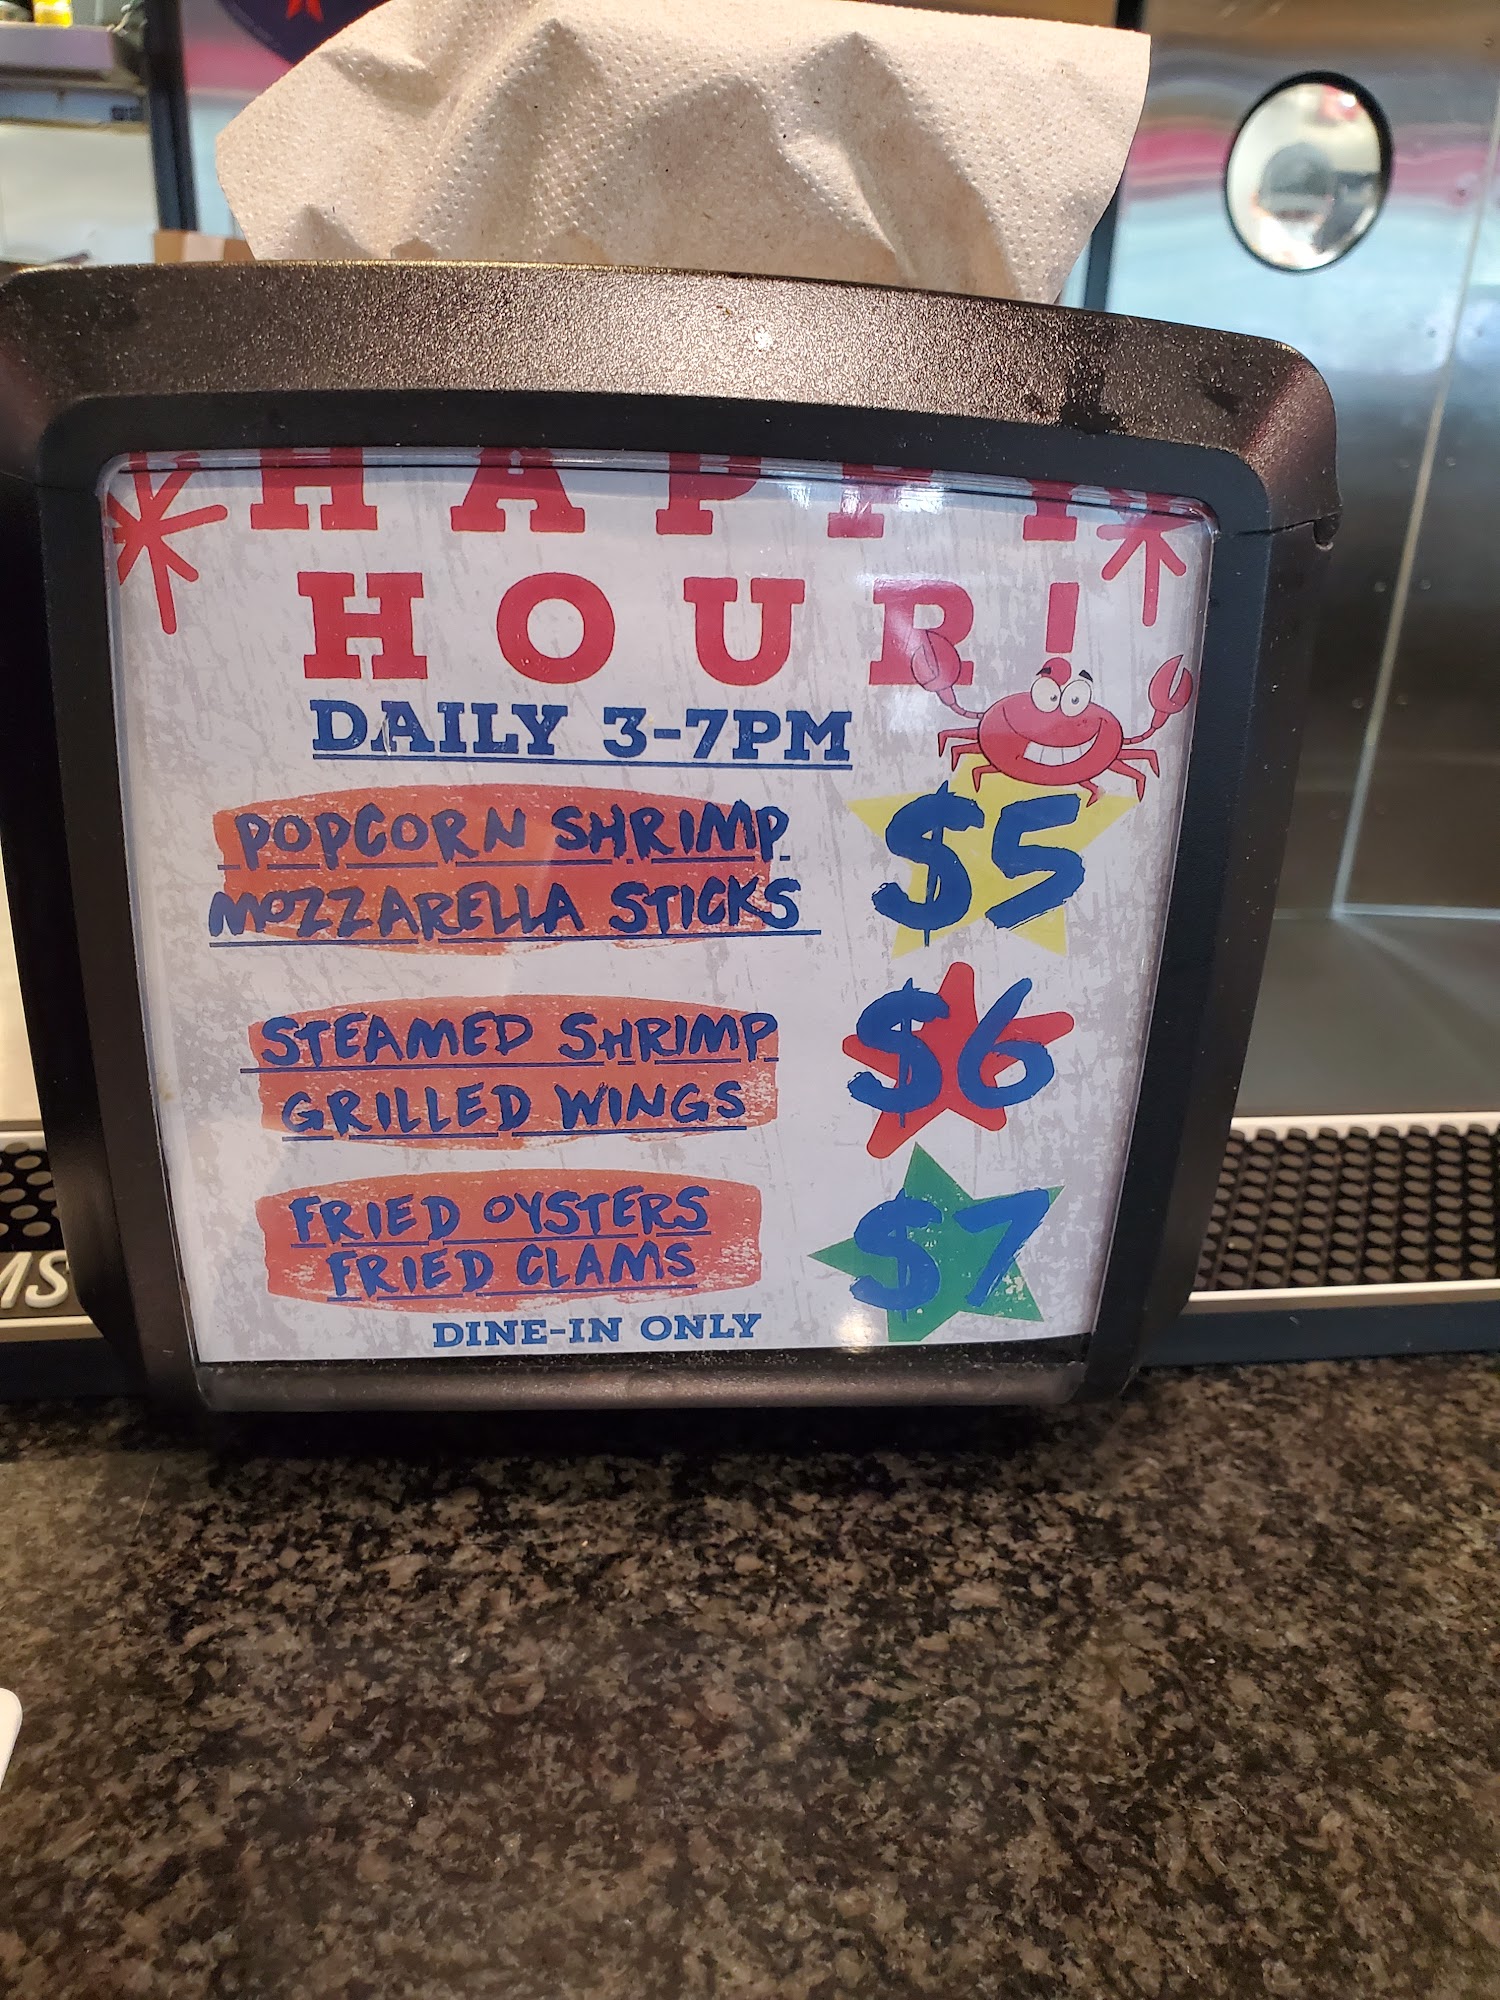 HAPPY
HOUR!
DAILY 3-7PM
POPCORN SHRIMP
MOZZARELLA STICKS
$5
STEAMED SHRIMP
GRILLED WINGS
$6
FRIED OYSTERS
FRIED CLAMS
$7
DINE-IN ONLY
MS